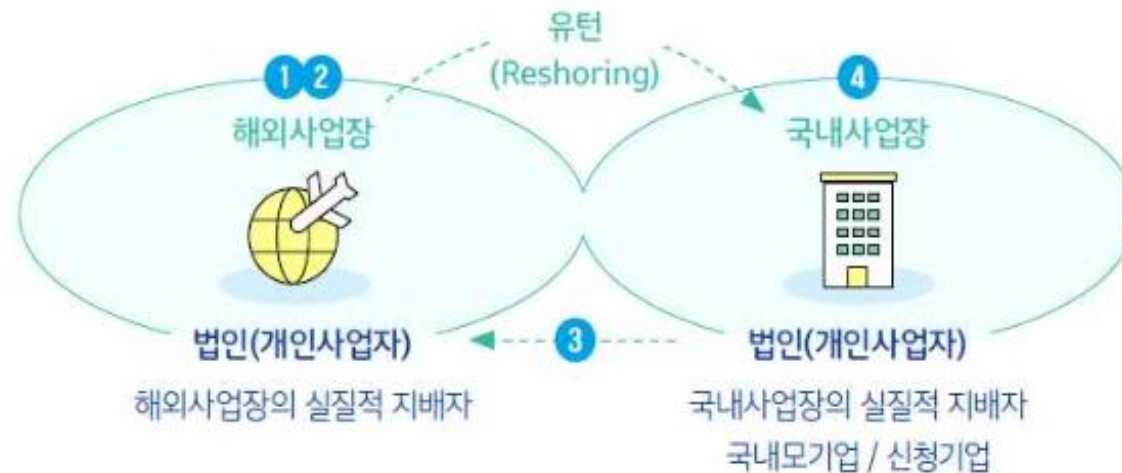 유턴
(Reshoring)
1 2
해외사업장
4
국내사업장
법인(개인사업자)
3
법인(개인사업자)
해외사업장의 실질적 지배자
국내사업장의 실질적 지배자
국내모기업 / 신청기업